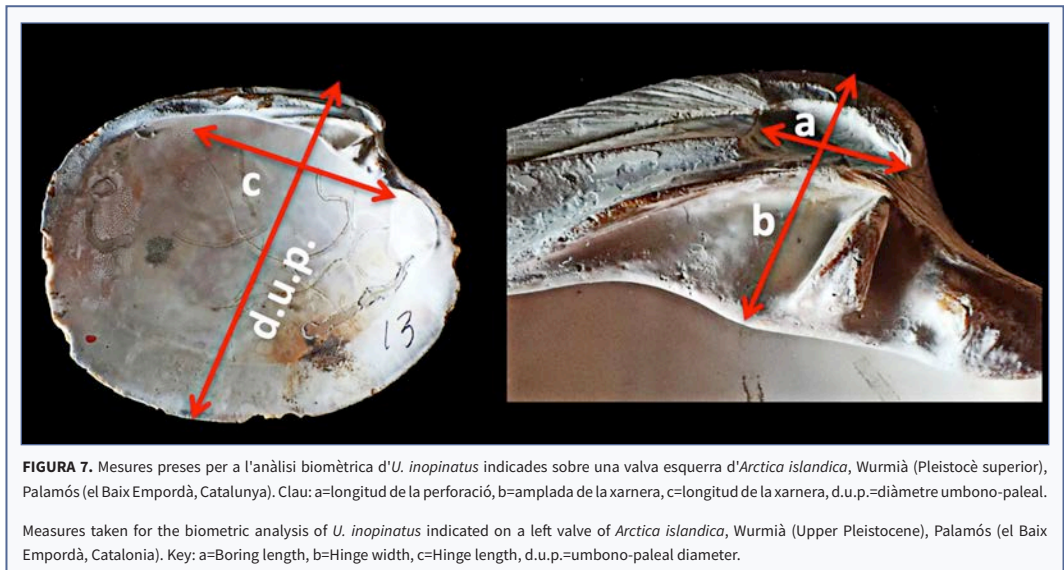 a
c
b
d.u.p.
13
FIGURA 7. Mesures preses per a l'anàlisi biomètrica d'U. inopinatus indicades sobre una valva esquerra d'Arctica islandica, Wurmià (Pleistocè superior),
Palamós (el Baix Empordà, Catalunya). Clau: a=longitud de la perforació, b=amplada de la xarnera, c=longitud de la xarnera, d.u.p.=diàmetre umbono-paleal.
Measures taken for the biometric analysis of U. inopinatus indicated on a left valve of Arctica islandica, Wurmià (Upper Pleistocene), Palamós (el Baix
Empordà, Catalonia). Key: a=Boring length, b=Hinge width, c=Hinge length, d.u.p.=umbono-paleal diameter.